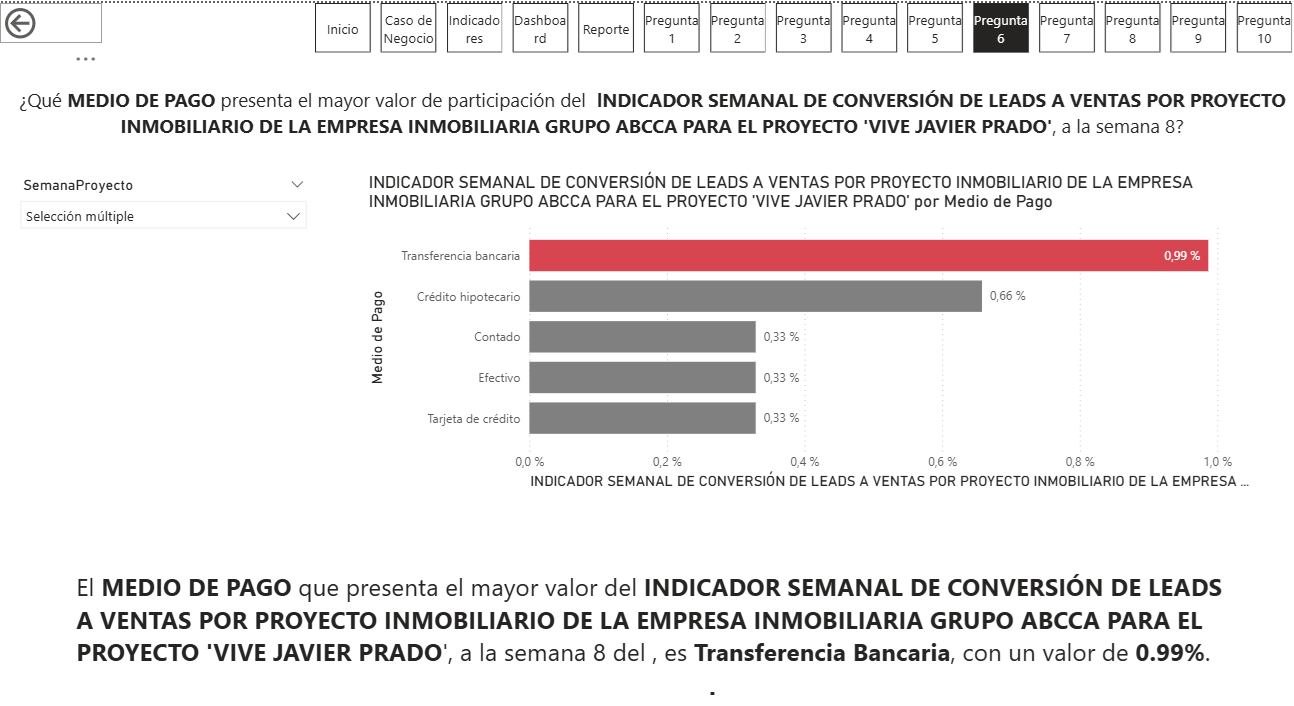 Inicio
Caso de
Negocio
Indicado
res
Dashboa
rd
Reporte
Pregunta
1
Pregunta
2
Pregunta
3
Pregunta
4
Pregunta
5
Pregunta
6
Pregunta
7
Pregunta
8
Pregunta
9
Pregunta
10
¿Qué MEDIO DE PAGO presenta el mayor valor de participación del INDICADOR SEMANAL DE CONVERSIÓN DE LEADS A VENTAS POR PROYECTO
INMOBILIARIO DE LA EMPRESA INMOBILIARIA GRUPO ABCCA PARA EL PROYECTO 'VIVE JAVIER PRADO', a la semana 8?
SemanaProyecto
Selección múltiple
INDICADOR SEMANAL DE CONVERSIÓN DE LEADS A VENTAS POR PROYECTO INMOBILIARIO DE LA EMPRESA
INMOBILIARIA GRUPO ABCCA PARA EL PROYECTO 'VIVE JAVIER PRADO' por Medio de Pago
Medio de Pago
Transferencia bancaria 0,99 %
Crédito hipotecario 0,66 %
Contado 0,33 %
Efectivo 0,33 %
Tarjeta de crédito 0,33 %
0,0 % 0,2 % 0,4 % 0,6 % 0,8 % 1,0 %
INDICADOR SEMANAL DE CONVERSIÓN DE LEADS A VENTAS POR PROYECTO INMOBILIARIO DE LA EMPRESA ...
El MEDIO DE PAGO que presenta el mayor valor del INDICADOR SEMANAL DE CONVERSIÓN DE LEADS
A VENTAS POR PROYECTO INMOBILIARIO DE LA EMPRESA INMOBILIARIA GRUPO ABCCA PARA EL
PROYECTO 'VIVE JAVIER PRADO', a la semana 8 del , es Transferencia Bancaria, con un valor de 0.99%.
.